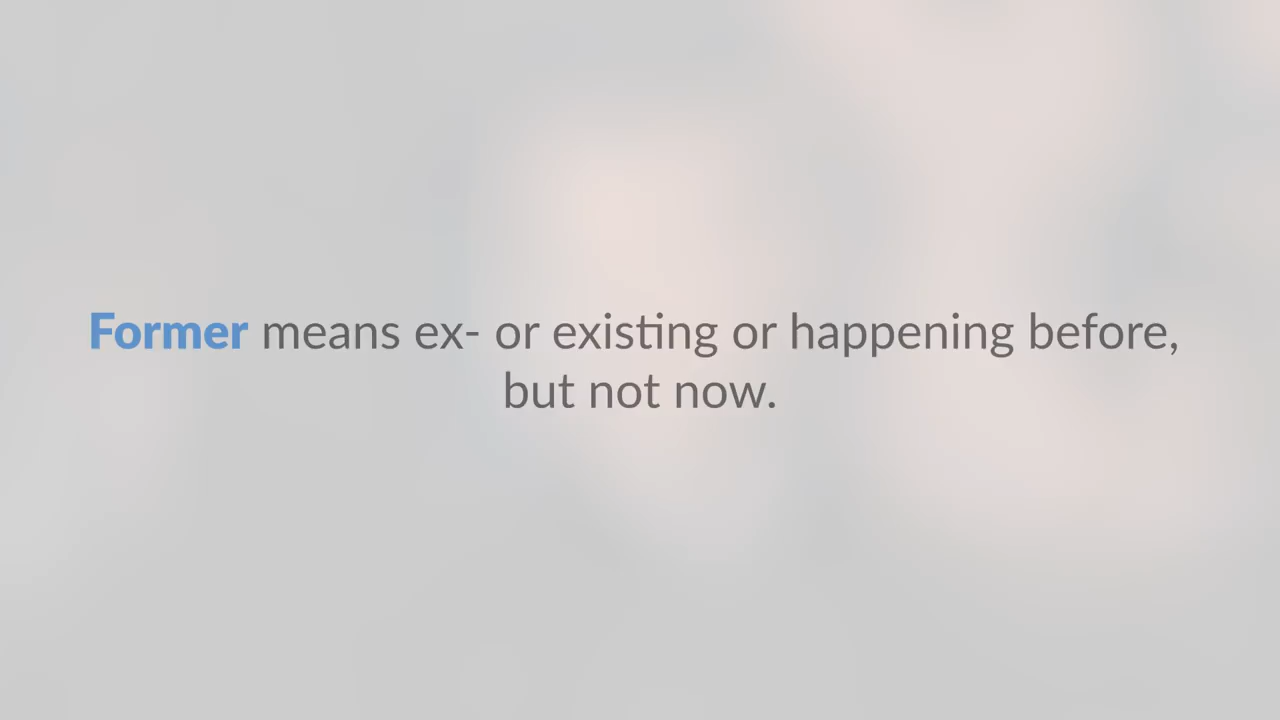 Former means ex- or existing or happening before,
but not now.